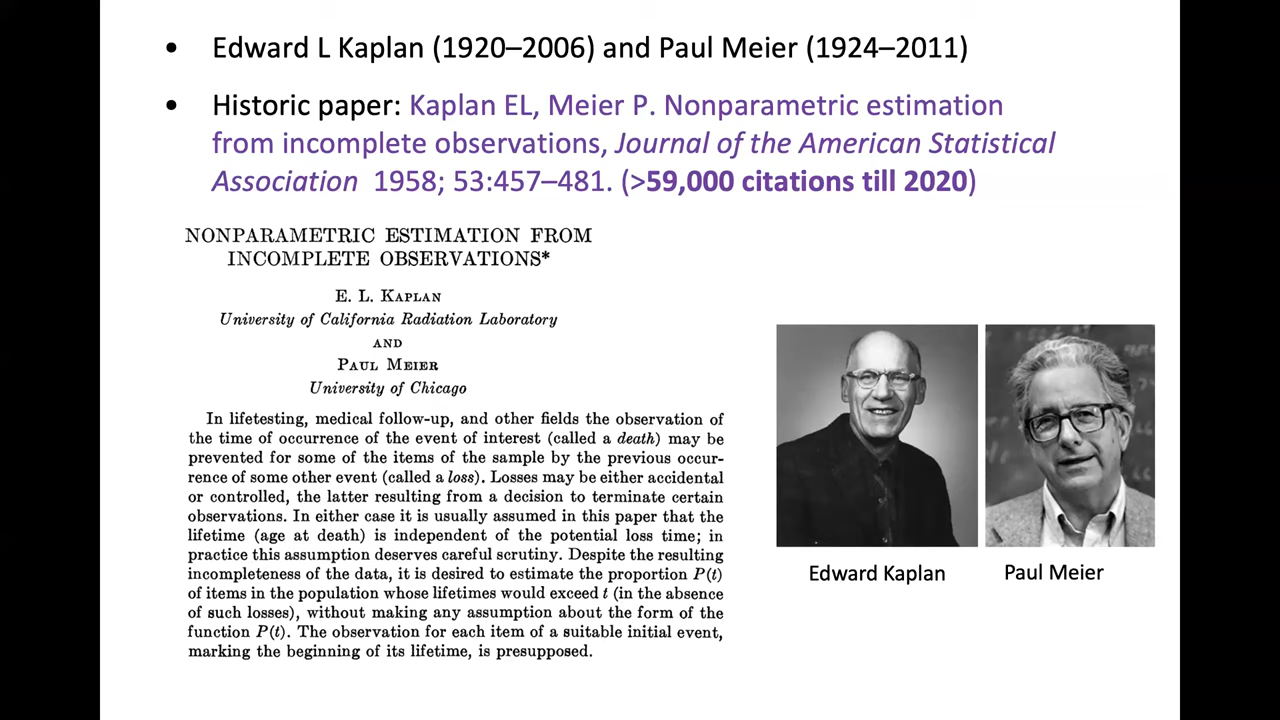 • Edward L Kaplan (1920–2006) and Paul Meier (1924–2011)
• Historic paper: Kaplan EL, Meier P. Nonparametric estimation
from incomplete observations, Journal of the American Statistical
Association 1958; 53:457–481. (>59,000 citations till 2020)
NONPARAMETRIC ESTIMATION FROM
INCOMPLETE OBSERVATIONS*
E. L. KAPLAN
University of California Radiation Laboratory
AND
PAUL MEIER
University of Chicago
In lifetesting, medical follow-up, and other fields the observation of
the time of occurrence of the event of interest (called a death) may be
prevented for some of the items of the sample by the previous occur-
rence of some other event (called a loss). Losses may be either accidental
or controlled, the latter resulting from a decision to terminate certain
observations. In either case it is usually assumed in this paper that the
lifetime (age at death) is independent of the potential loss time; in
practice this assumption deserves careful scrutiny. Despite the resulting
incompleteness of the data, it is desired to estimate the proportion P(t)
of items in the population whose lifetimes would exceed t (in the absence
of such losses), without making any assumption about the form of the
function P(t). The observation for each item of a suitable initial event,
marking the beginning of its lifetime, is presupposed.
Edward Kaplan
Paul Meier